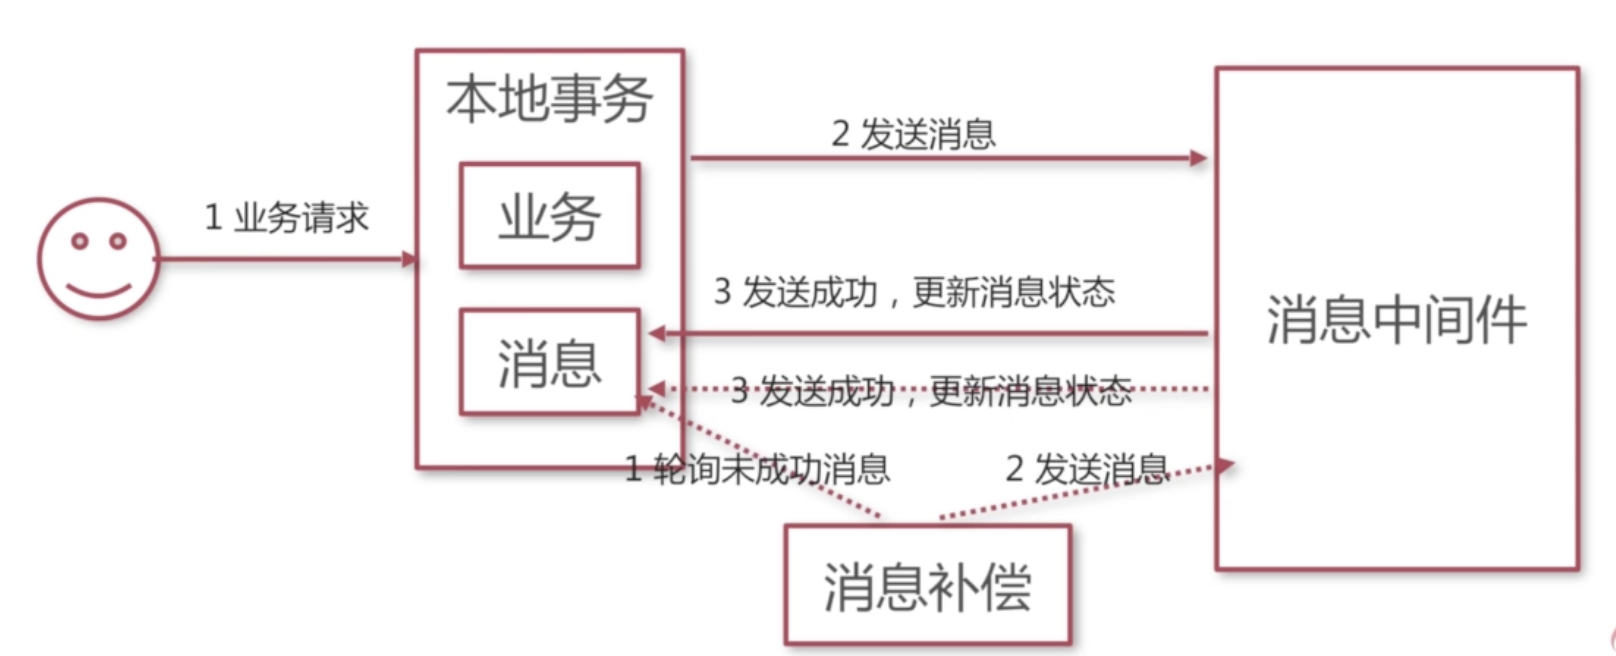 本地事务
2 发送消息
业务
1 业务请求
3 发送成功，更新消息状态
消息中间件
消息
3 发送成功，更新消息状态
1 轮询未成功消息
2 发送消息
消息补偿